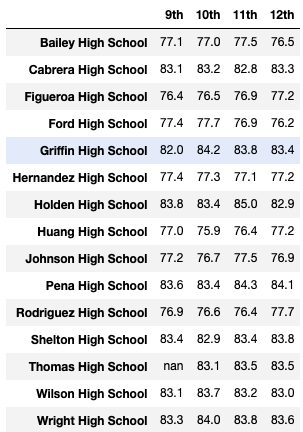 9th 10th 11th 12th
Bailey High School 77.1 77.0 77.5 76.5
Cabrera High School 83.1 83.2 82.8 83.3
Figueroa High School 76.4 76.5 76.9 77.2
Ford High School 77.4 77.7 76.9 76.2
Griffin High School 82.0 84.2 83.8 83.4
Hernandez High School 77.4 77.3 77.1 77.2
Holden High School 83.8 83.4 85.0 82.9
Huang High School 77.0 75.9 76.4 77.2
Johnson High School 77.2 76.7 77.5 76.9
Pena High School 83.6 83.4 84.3 84.1
Rodriguez High School 76.9 76.6 76.4 77.7
Shelton High School 83.4 82.9 83.4 83.8
Thomas High School nan 83.1 83.5 83.5
Wilson High School 83.1 83.7 83.2 83.0
Wright High School 83.3 84.0 83.8 83.6